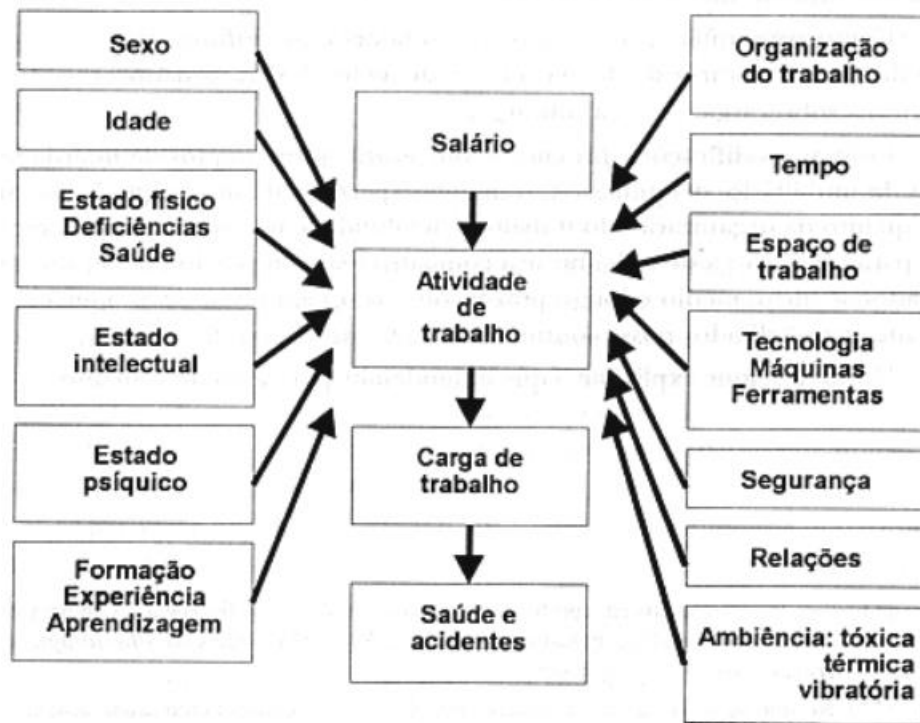 Sexo
Idade
Estado físico
Deficiências
Saúde
Estado
intelectual
Estado
psíquico
Formação
Experiência
Aprendizagem
Salário
Atividade
de
trabalho
Carga de
trabalho
Saúde e
acidentes
Organização
do trabalho
Tempo
Espaço de
trabalho
Tecnologia
Máquinas
Ferramentas
Segurança
Relações
Ambiência: tóxica
térmica
vibratória